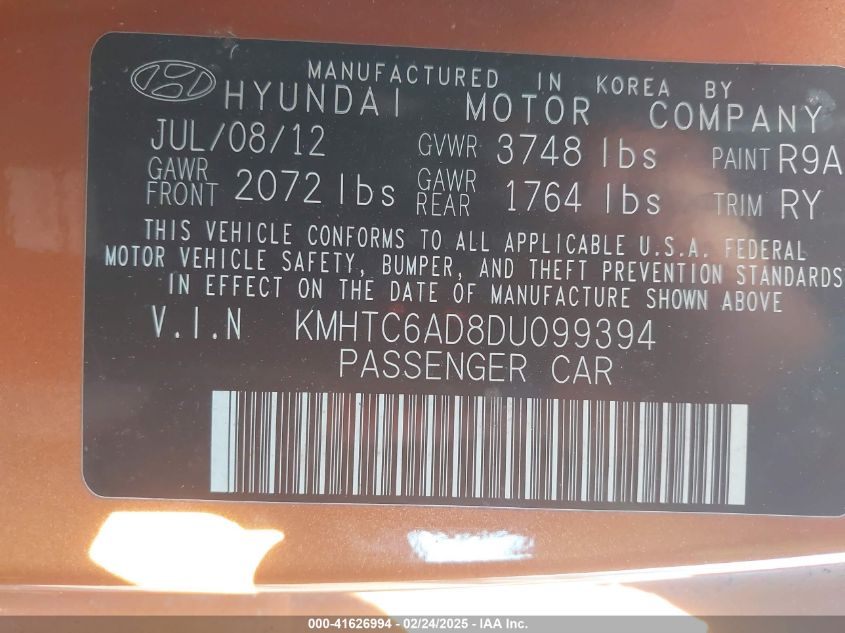 MANUFACTURED IN KOREA BY
HYUNDAI MOTOR COMPANY
JUL/08/12 GVWR 3748 lbs PAINT R9A
GAWR FRONT 2072 lbs GAWR REAR 1764 lbs TRIM RY
THIS VEHICLE CONFORMS TO ALL APPLICABLE U.S.A. FEDERAL
MOTOR VEHICLE SAFETY, BUMPER, AND THEFT PREVENTION STANDARDS
IN EFFECT ON THE DATE OF MANUFACTURE SHOWN ABOVE
V.I.N KMHTC6AD8DU099394
PASSENGER CAR
000-41626994 - 02/24/2025 - IAA Inc.